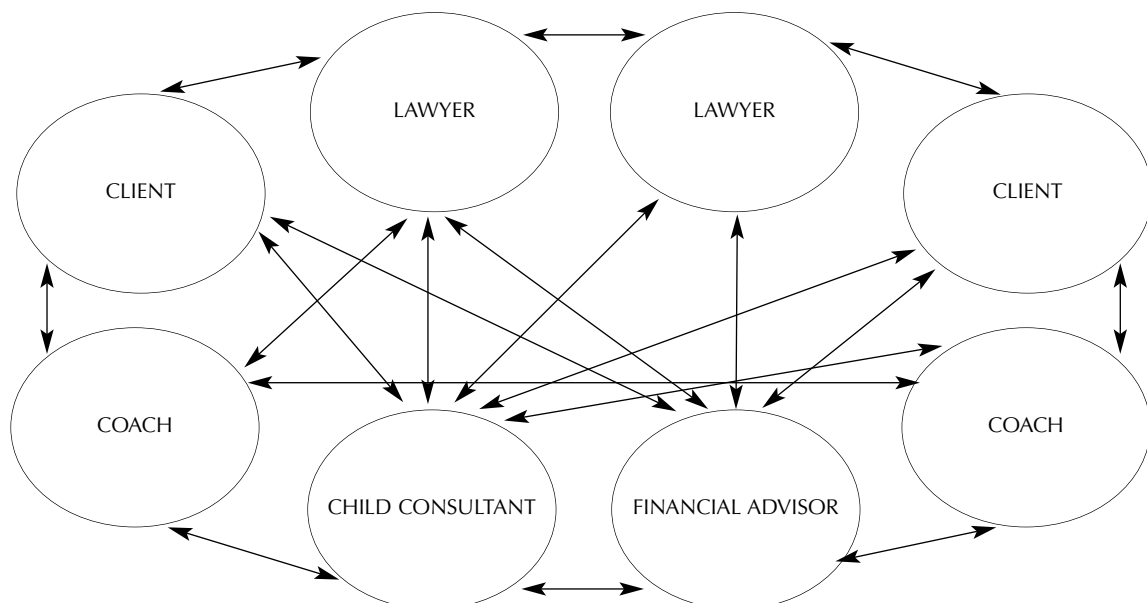 LAWYER
LAWYER
CLIENT
CLIENT
COACH
COACH
CHILD CONSULTANT
FINANCIAL ADVISOR